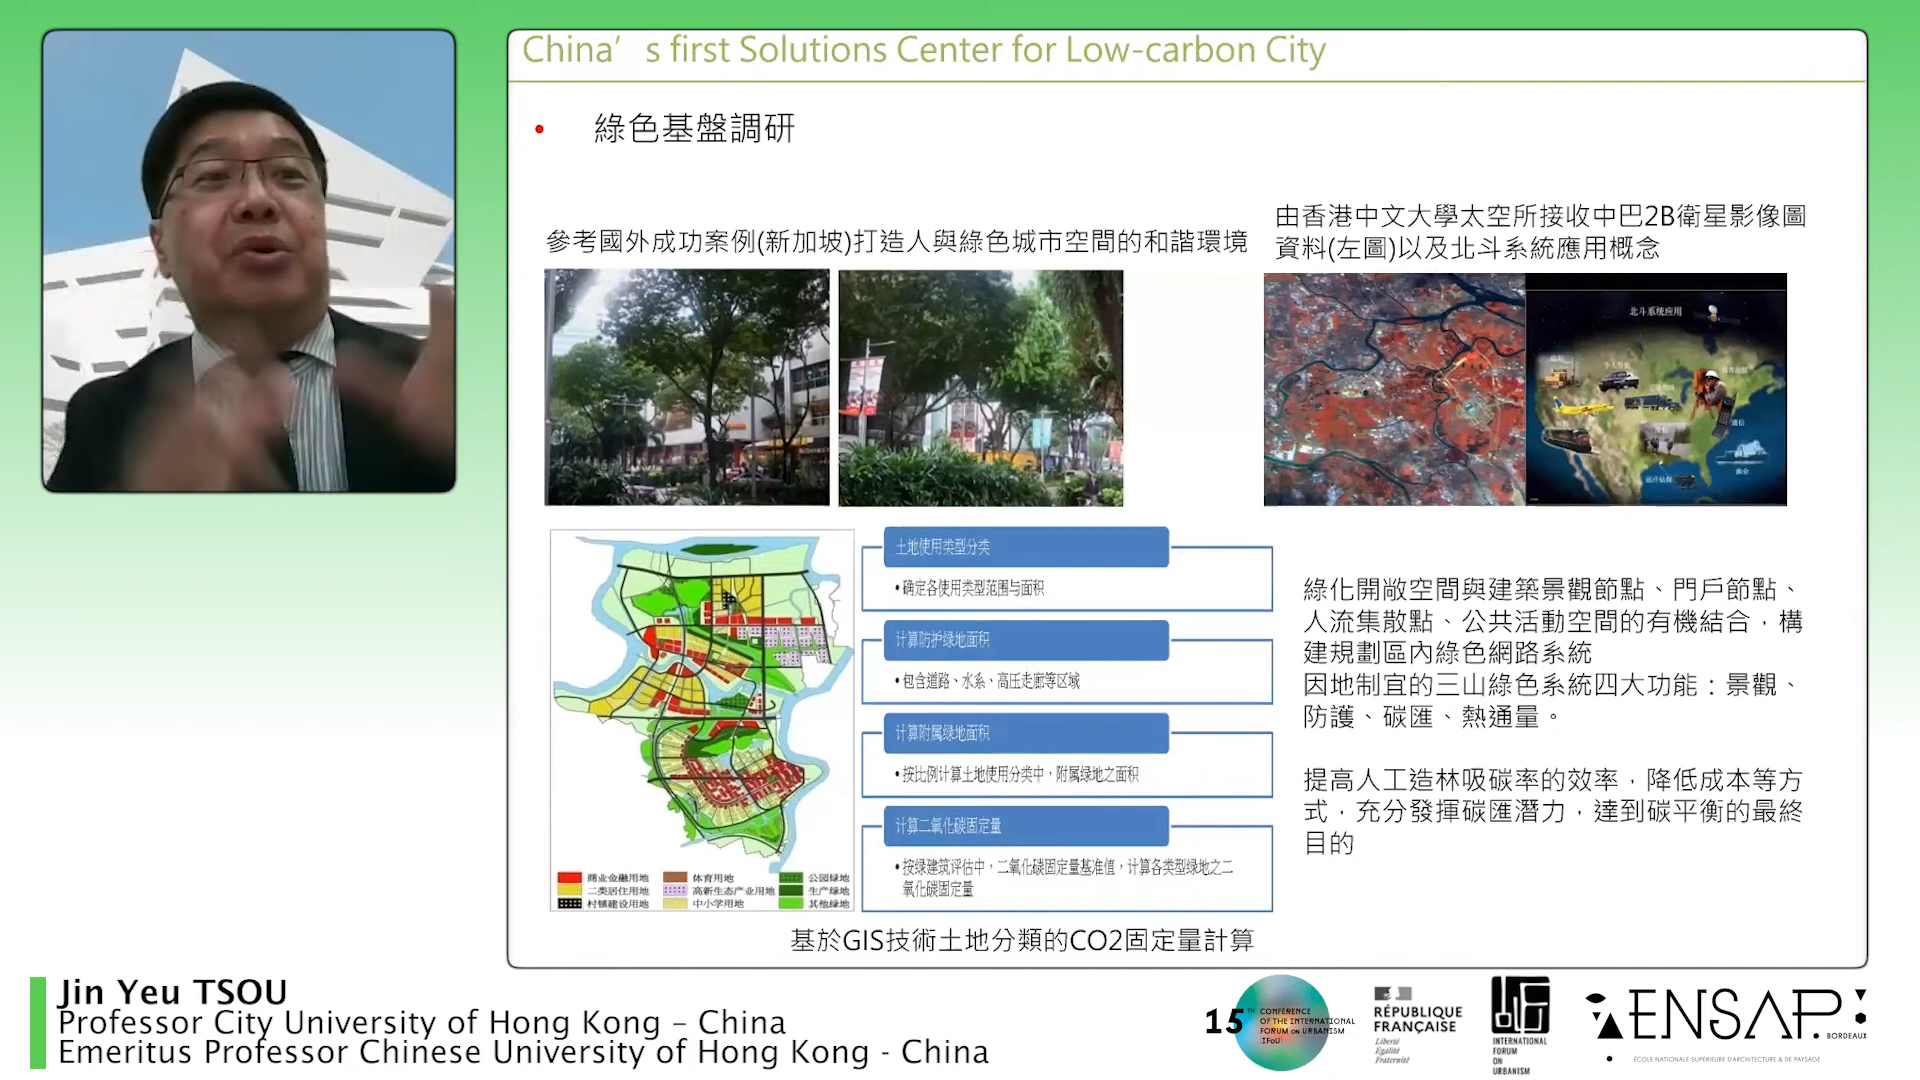 China’s first Solutions Center for Low-carbon City
• 綠色基盤調研
參考國外成功案例(新加坡)打造人與綠色城市空間的和諧環境
由香港中文大學太空所接收中巴2B衛星影像圖
資料(左圖)以及北斗系統應用概念
北斗系统应用
土地使用类型分类
•确定各使用类型范围与面积
计算防护绿地面积
•包含道路、水系、高压走廊等区域
计算附属绿地面积
•按比例计算土地使用分类中，附属绿地之面积
计算二氧化碳固定量
•按绿建筑评估中，二氧化碳固定量基准值，计算各类型绿地之二
氧化碳固定量
商业金融用地
体育用地
公园绿地
二类居住用地
高新生态产业用地
生产绿地
村镇建设用地
中小学用地
其他绿地
綠化開敞空間與建築景觀節點、門戶節點、
人流集散點、公共活動空間的有機結合，構
建規劃區內綠色網路系統
因地制宜的三山綠色系統四大功能：景觀、
防護、碳匯、熱通量。
提高人工造林吸碳率的效率，降低成本等方
式，充分發揮碳匯潛力，達到碳平衡的最終
目的
基於GIS技術土地分類的CO2固定量計算
Jin Yeu TSOU
Professor City University of Hong Kong – China
Emeritus Professor Chinese University of Hong Kong - China
15TH CONFERENCE
OF THE INTERNATIONAL
FORUM ON URBANISM
(IFoU)
RÉPUBLIQUE
FRANÇAISE
Liberté
Égalité
Fraternité
INTERNATIONAL
FORUM
ON
URBANISM
ENSAP
BORDEAUX
ÉCOLE NATIONALE SUPÉRIEURE D'ARCHITECTURE & DE PAYSAGE